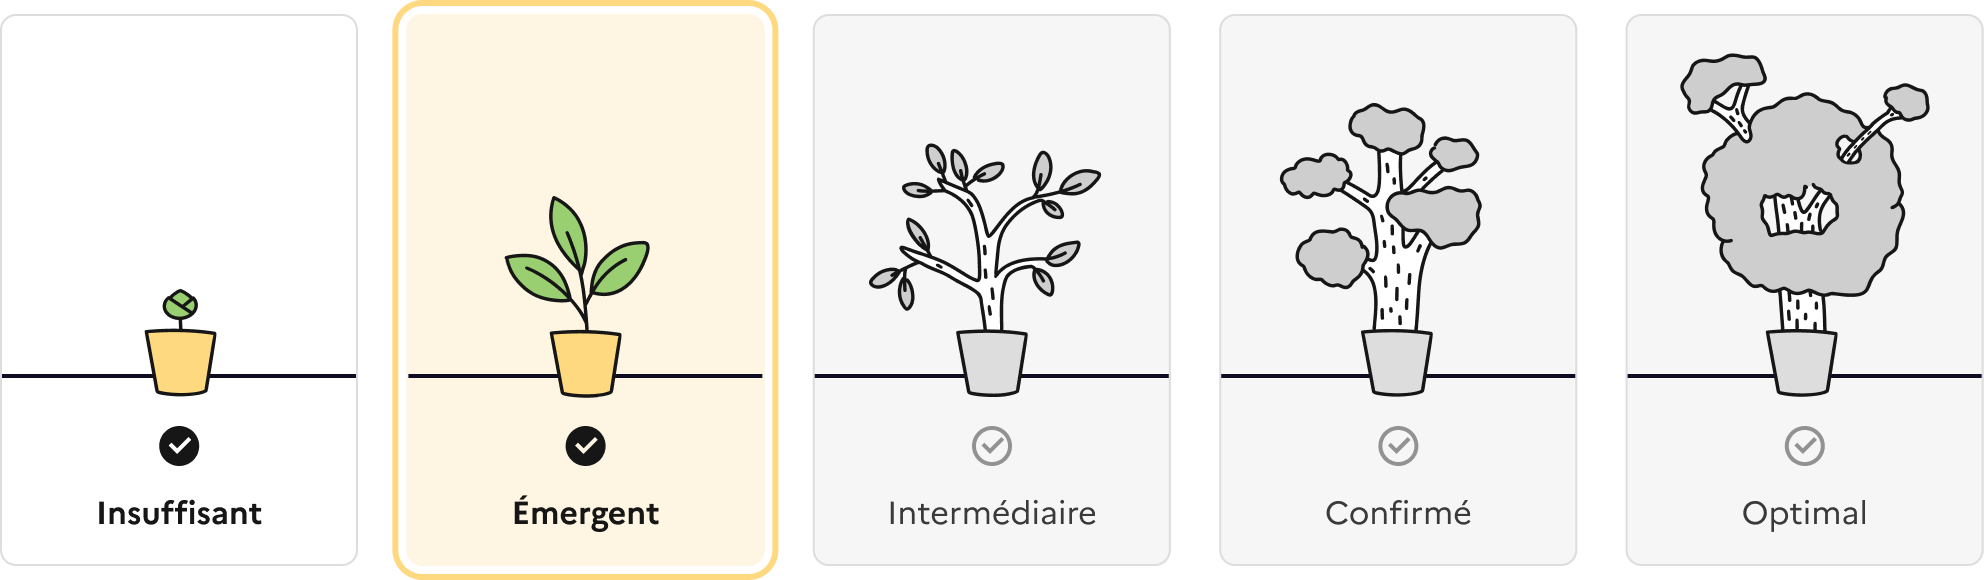 Insuffisant
Émergent
Intermédiaire
Confirmé
Optimal